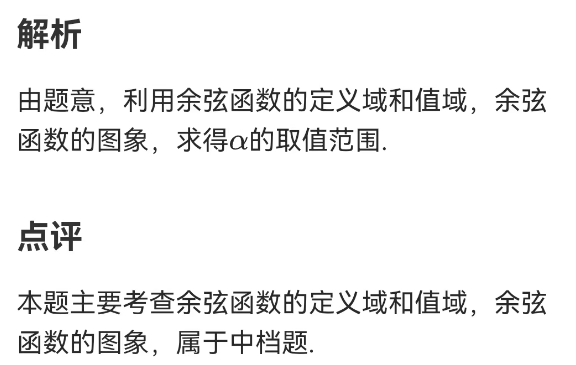 解析
由题意，利用余弦函数的定义域和值域，余弦
函数的图象，求得α的取值范围.
点评
本题主要考查余弦函数的定义域和值域，余弦
函数的图象，属于中档题.